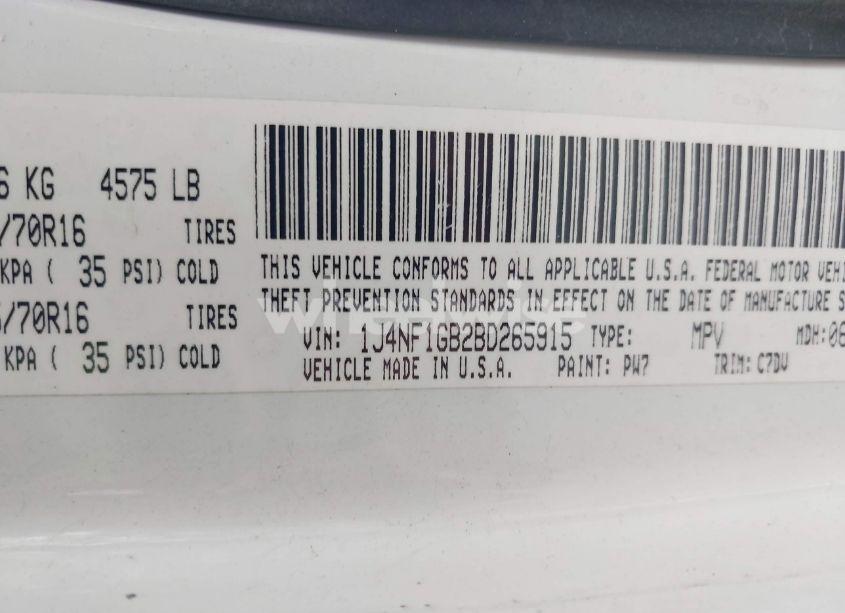 6 KG 4575 LB
/70R16 TIRES
KPA ( 35 PSI) COLD
/70R16
KPA ( 35 PSI) COLD
THIS VEHICLE CONFORMS TO ALL APPLICABLE U.S.A. FEDERAL MOTOR VEHI
THEFT PREVENTION STANDARDS IN EFFECT ON THE DATE OF MANUFACTURE S
VIN: 1J4NF1GB2BD265915 TYPE: MPV MDH:06
VEHICLE MADE IN U.S.A. PAINT: PW7 TRIM: C7DV